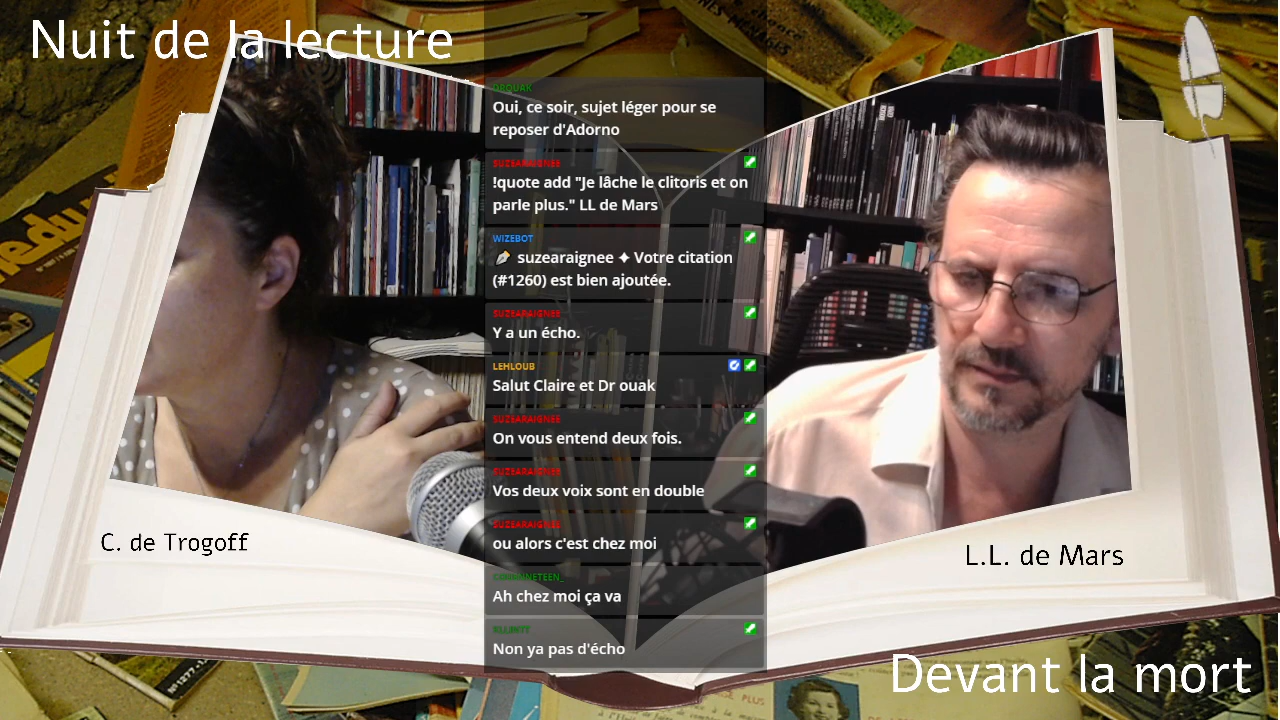 Nuit de la lecture
DROUAK
Oui, ce soir, sujet léger pour se
reposer d'Adorno
SUZEARAIGNEE
!quote add "Je lâche le clitoris et on
parle plus." LL de Mars
WIZEBOT
suzearaignee ✦ Votre citation
(#1260) est bien ajoutée.
SUZEARAIGNEE
Y a un écho.
LEHLOUB
Salut Claire et Dr ouak
SUZEARAIGNEE
On vous entend deux fois.
SUZEARAIGNEE
Vos deux voix sont en double
SUZEARAIGNEE
ou alors c'est chez moi
Ah chez moi ça va
Non ya pas d'écho
C. de Trogoff
L.L. de Mars
Devant la mort